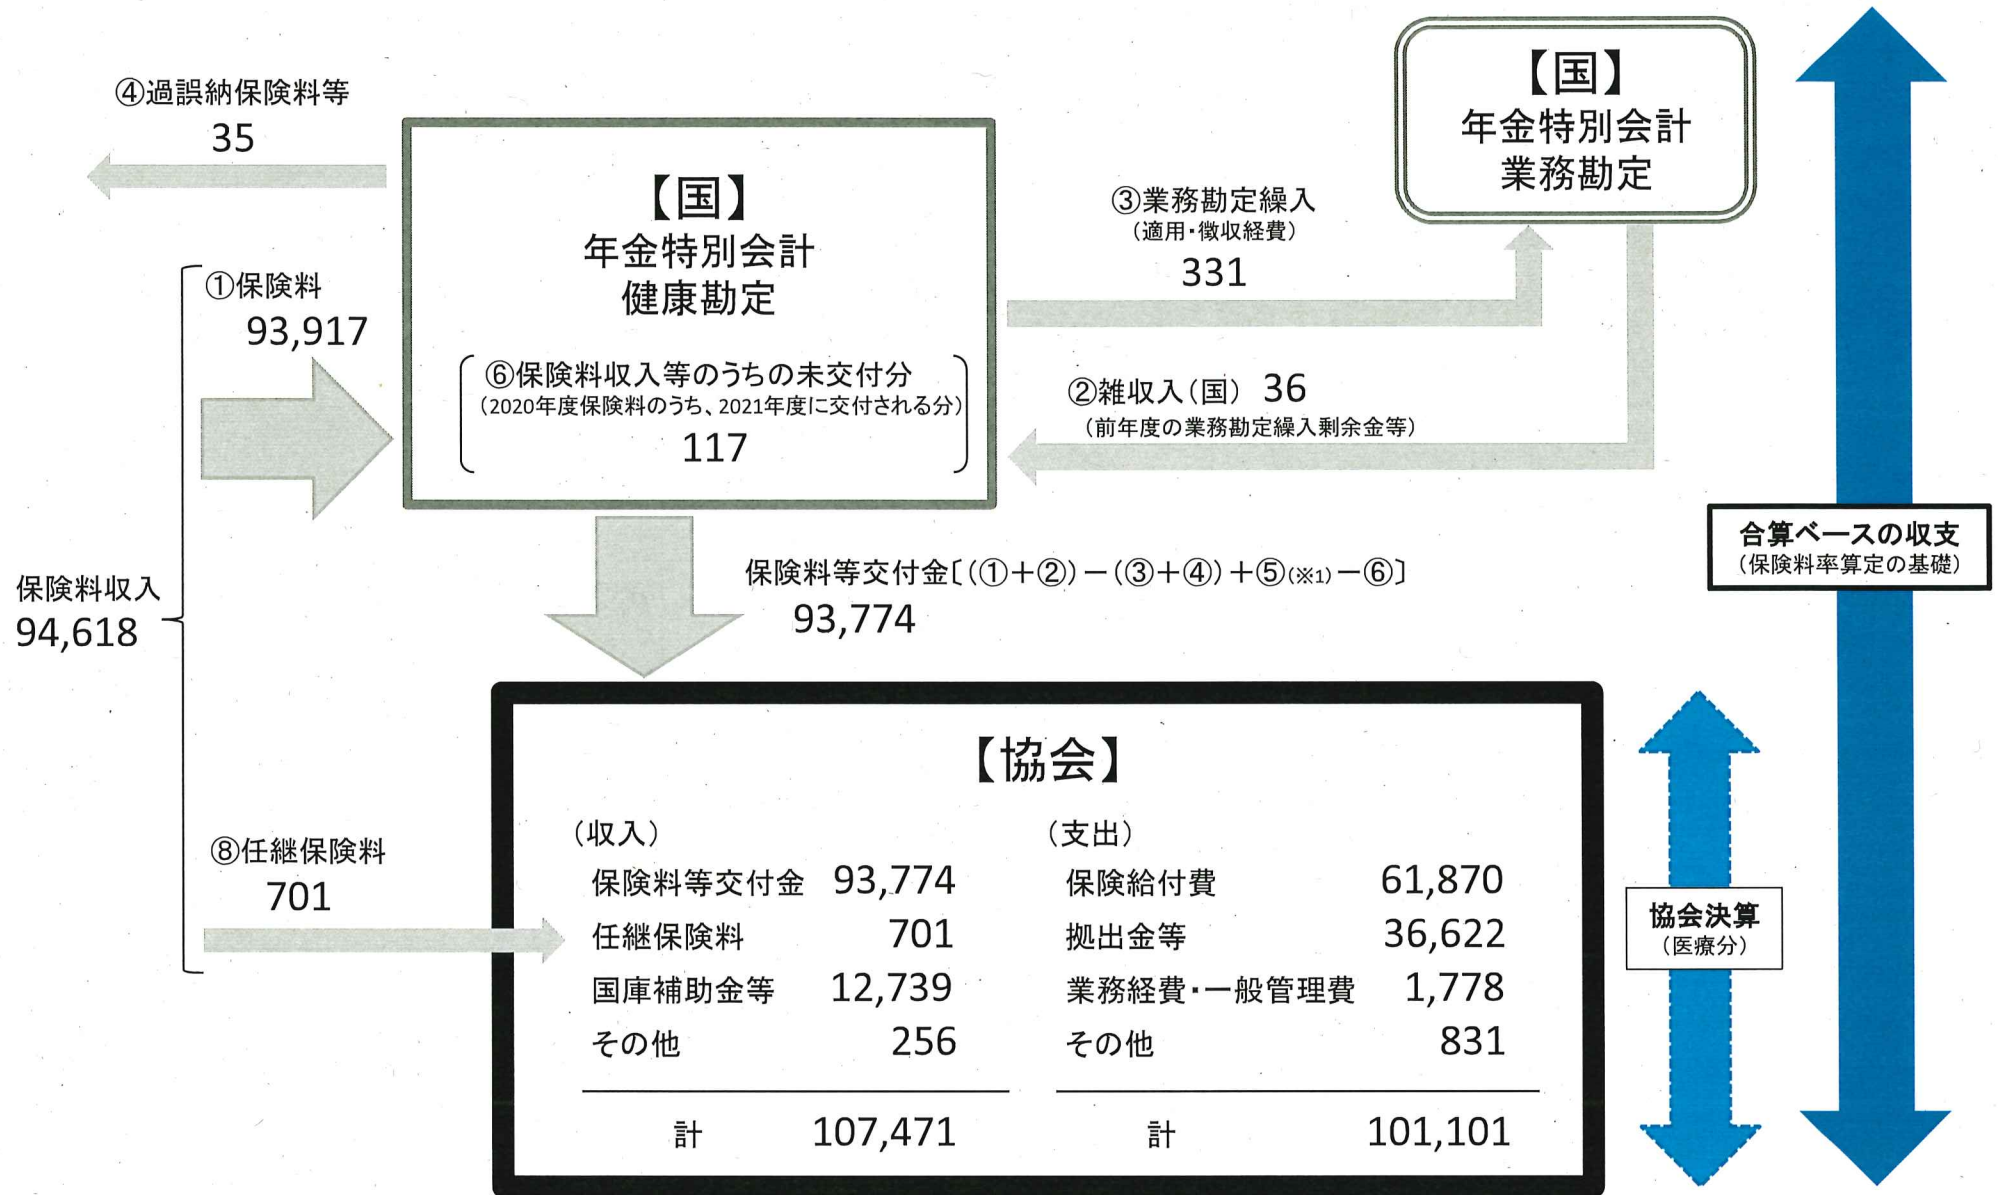 ④過誤納保険料等
35
【国】
年金特別会計
健康勘定
⑥保険料収入等のうちの未交付分
(2020年度保険料のうち、2021年度に交付される分)
117
【国】
年金特別会計
業務勘定
③業務勘定繰入
(適用・徴収経費)
331
②雑収入(国) 36
(前年度の業務勘定繰入剰余金等)
①保険料
93,917
保険料収入
94,618
保険料等交付金〔(①+②)-(③+④)+⑤(※1)-⑥〕
93,774
合算ベースの収支
(保険料率算定の基礎)
⑧任継保険料
701
【協会】
(収入)
保険料等交付金 93,774
任継保険料 701
国庫補助金等 12,739
その他 256
計 107,471
(支出)
保険給付費 61,870
拠出金等 36,622
業務経費・一般管理費 1,778
その他 831
計 101,101
協会決算
(医療分)